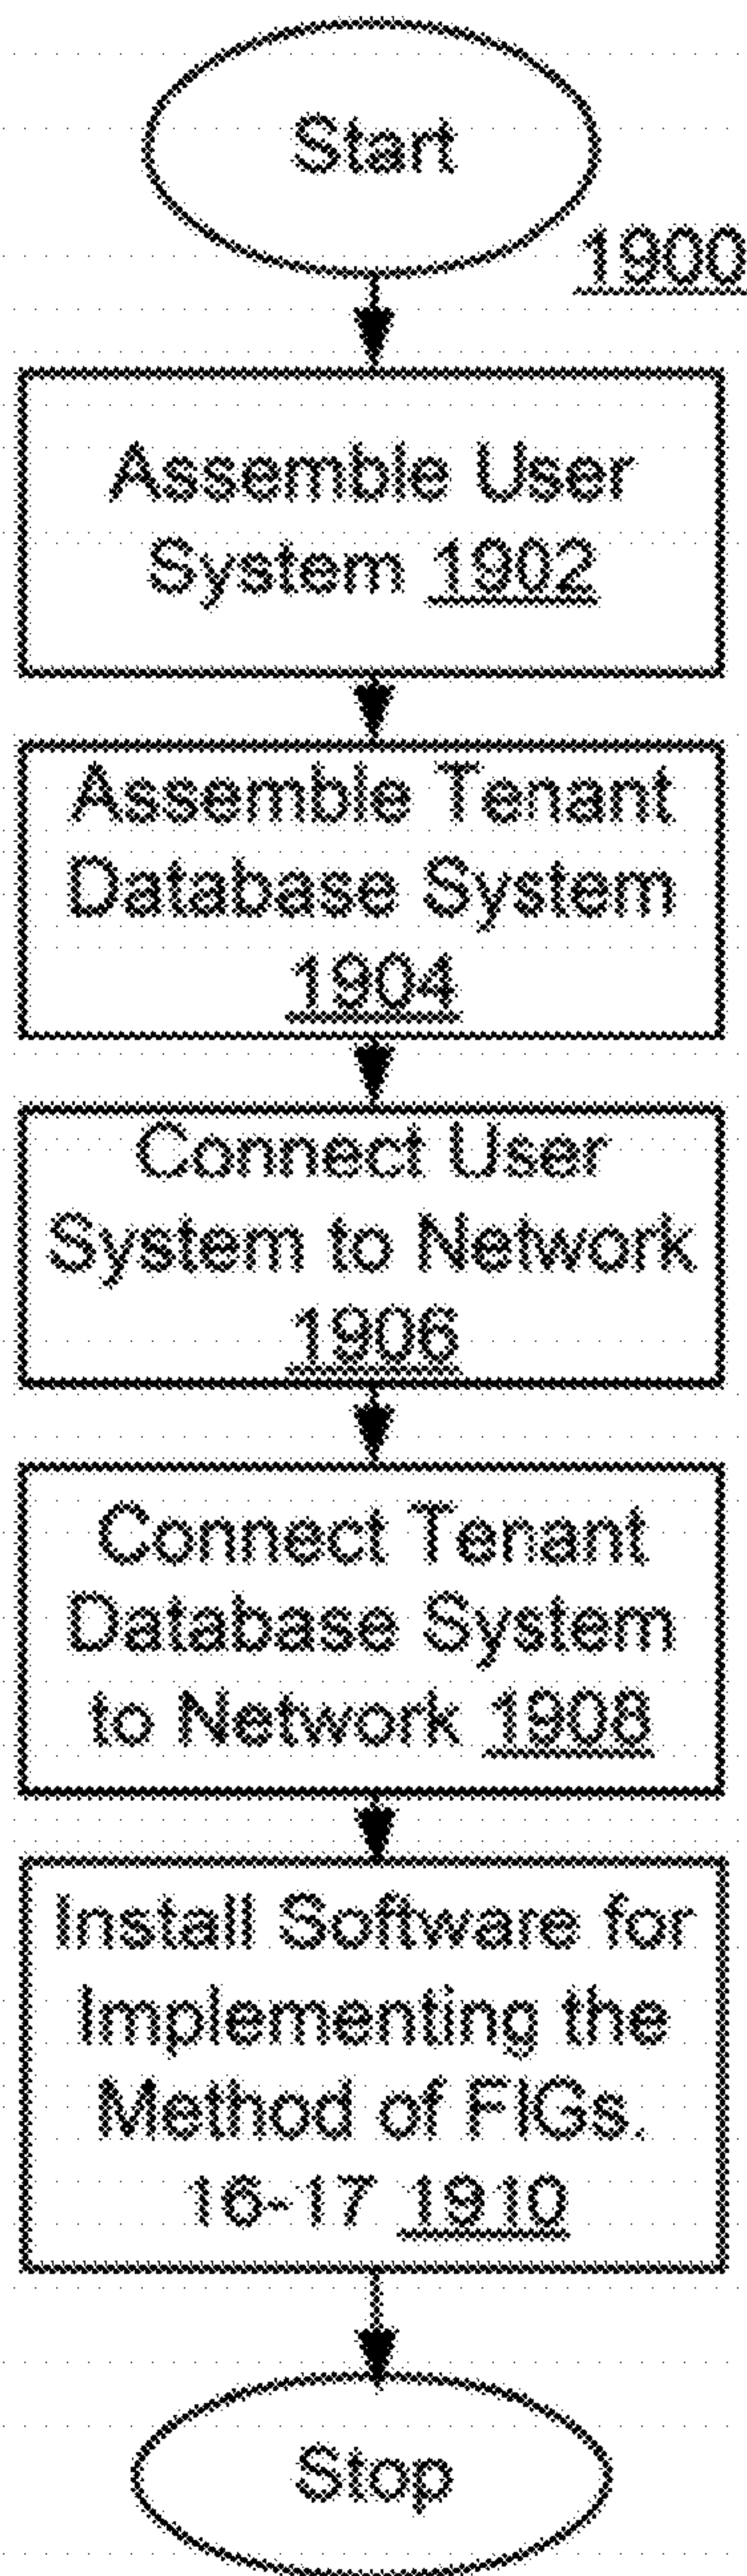 Start
1900
Assemble User
System 1902
Assemble Tenant
Database System
1904
Connect User
System to Network
1906
Connect Tenant
Database System
to Network 1908
Install Software for
Implementing the
Method of FIGs.
16-17 1910
Stop